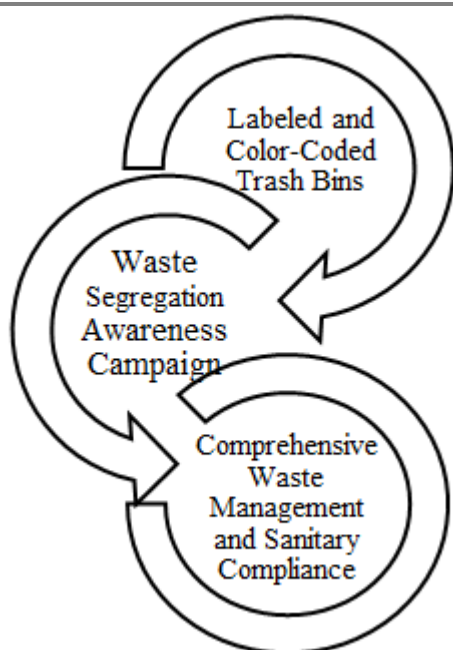 Labeled and
Color-Coded
Trash Bins
Waste
Segregation
Awareness
Campaign
Comprehensive
Waste
Management
and Sanitary
Compliance